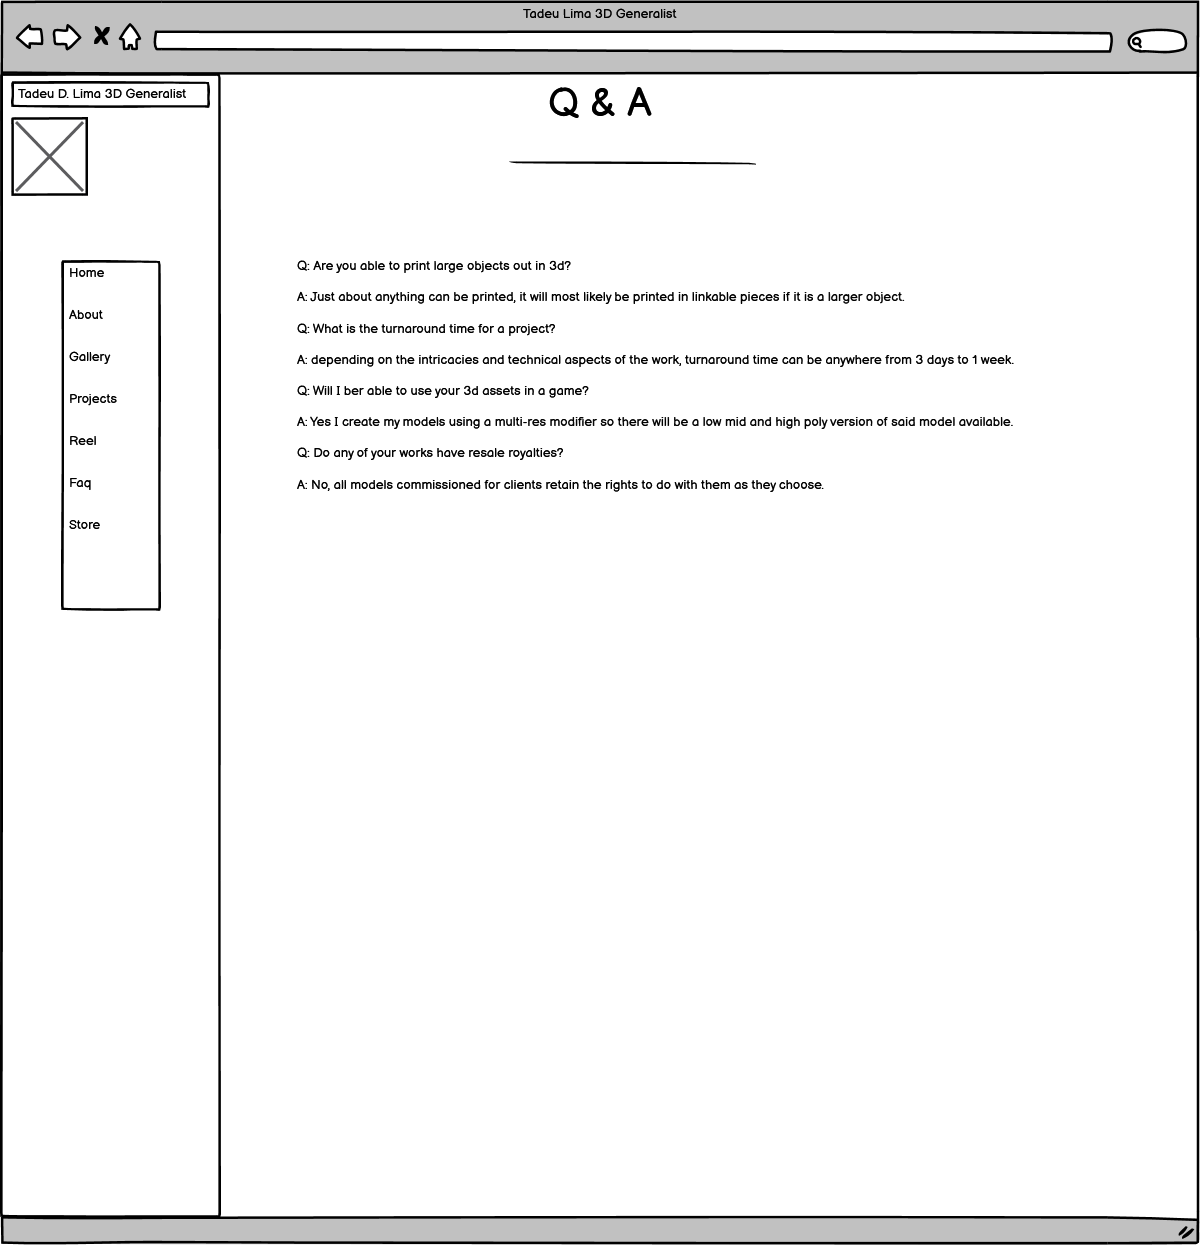 Tadeu Lima 3D Generalist
Tadeu D. Lima 3D Generalist
Q & A
Home
About
Gallery
Projects
Reel
Faq
Store
Q: Are you able to print large objects out in 3d?
A: Just about anything can be printed, it will most likely be printed in linkable pieces if it is a larger object.
Q: What is the turnaround time for a project?
A: depending on the intricacies and technical aspects of the work, turnaround time can be anywhere from 3 days to 1 week.
Q: Will I ber able to use your 3d assets in a game?
A: Yes I create my models using a multi-res modifier so there will be a low mid and high poly version of said model available.
Q: Do any of your works have resale royalties?
A: No, all models commissioned for clients retain the rights to do with them as they choose.